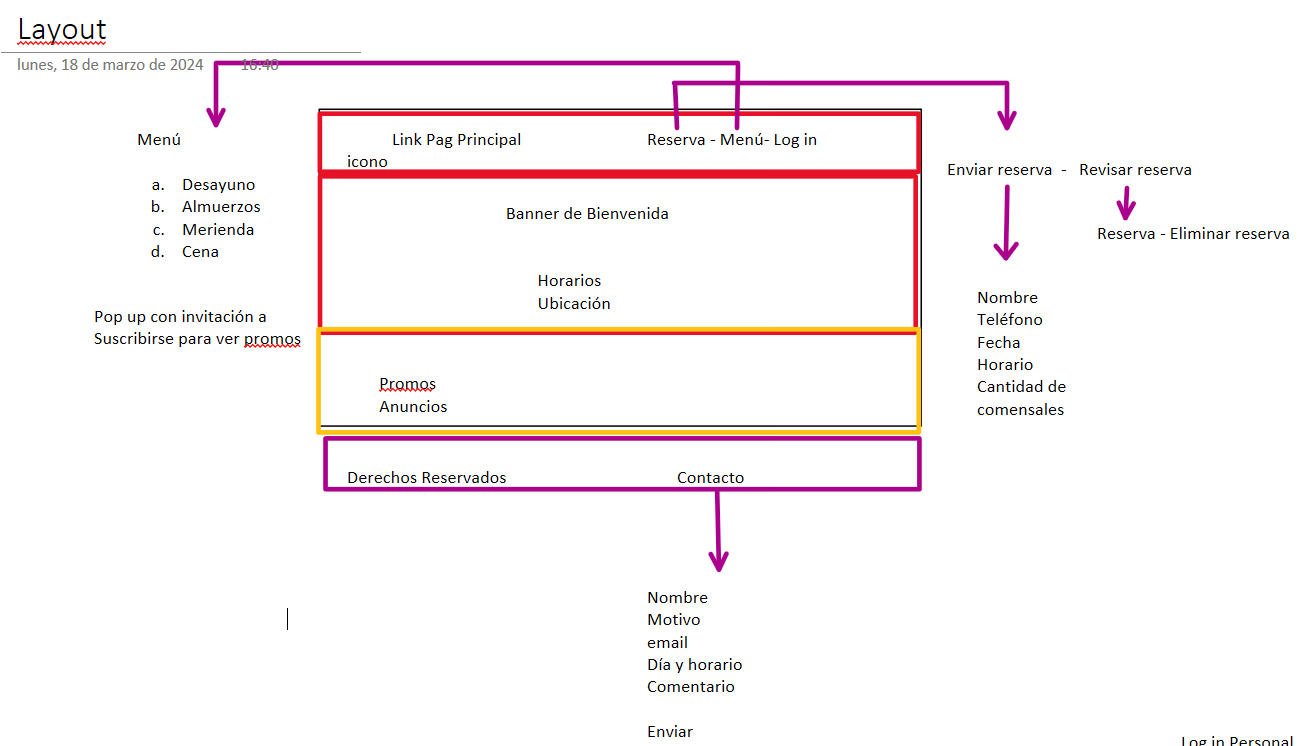 Layout
lunes, 18 de marzo de 2024 16:40
Menú
a. Desayuno
b. Almuerzos
c. Merienda
d. Cena
Pop up con invitación a
Suscribirse para ver promos
Link Pag Principal
icono
Reserva - Menú- Log in
Banner de Bienvenida
Horarios
Ubicación
Promos
Anuncios
Derechos Reservados
Contacto
Nombre
Motivo
email
Día y horario
Comentario
Enviar
Enviar reserva - Revisar reserva
Reserva - Eliminar reserva
Nombre
Teléfono
Fecha
Horario
Cantidad de
comensales
Log in Personal